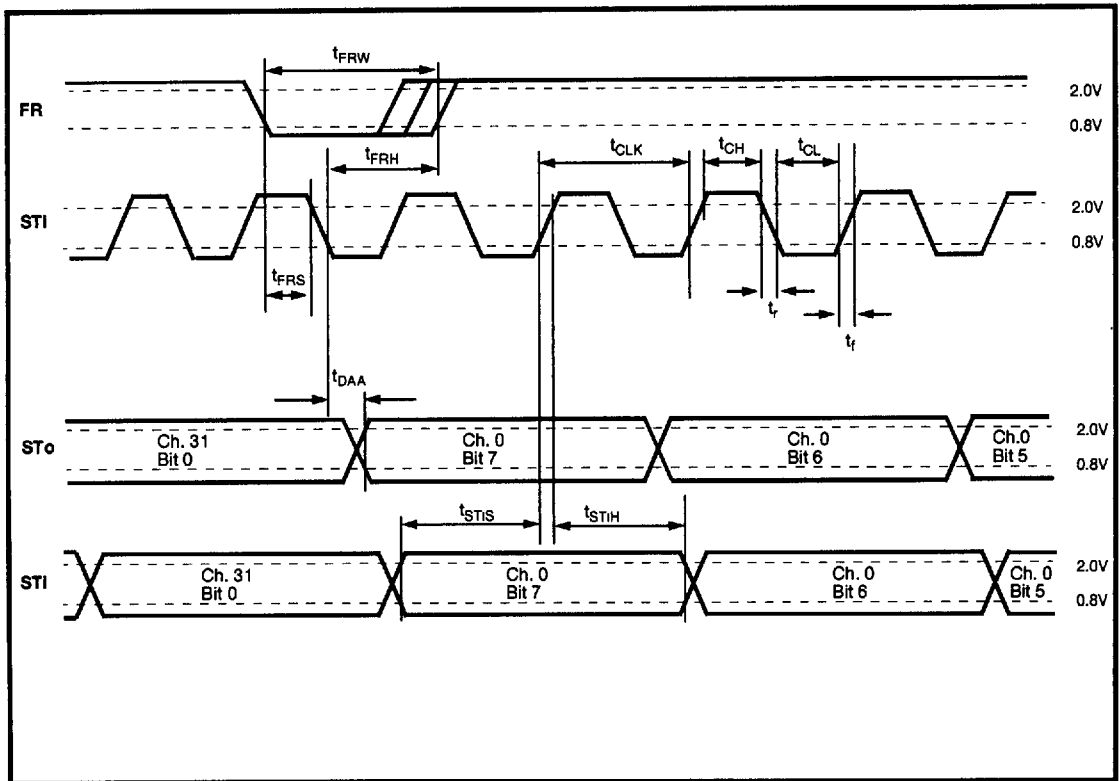 tFRW
FR
2.0V
0.8V
tFRH
tCLK
tCH
tCL
STI
2.0V
0.8V
tFRS
tr
tf
tDAA
STo
Ch. 31
Bit 0
Ch. 0
Bit 7
Ch. 0
Bit 6
Ch.0
Bit 5
2.0V
0.8V
tSTiS
tSTiH
STI
Ch. 31
Bit 0
Ch. 0
Bit 7
Ch. 0
Bit 6
Ch. 0
Bit 5
2.0V
0.8V